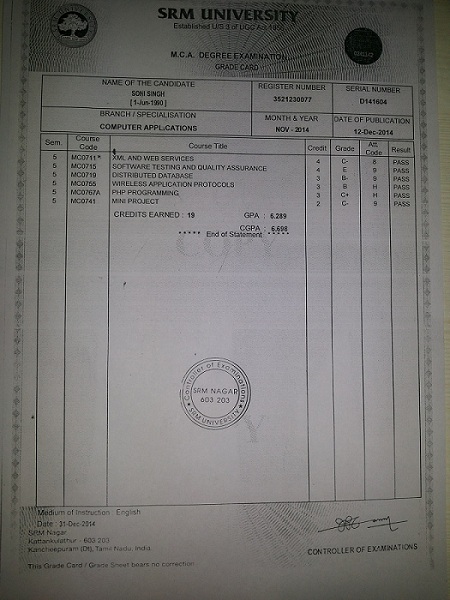 SRM UNIVERSITY
Established U/S 3 of UGC Act 1956
M.C.A. DEGREE EXAMINATION
GRADE CARD
NAME OF THE CANDIDATE REGISTER NUMBER SERIAL NUMBER
SINGH 3521230077 D141604
[ 1-Jun-1990 ]
BRANCH / SPECIALISATION MONTH & YEAR DATE OF PUBLICATION
COMPUTER APPLICATIONS NOV - 2014 12-Dec-2014
Sem. Course Code Course Title Credit Grade Att. Code Result
5 MC0711* XML AND WEB SERVICES 4 C- 8 PASS
5 MC0715 SOFTWARE TESTING AND QUALITY ASSURANCE 4 E 9 PASS
5 MC0719 DISTRIBUTED DATABASE 3 B- 9 PASS
5 MC0755 WIRELESS APPLICATION PROTOCOLS 3 B H PASS
5 MC0767A PHP PROGRAMMING 3 C+ H PASS
5 MC0741 MINI PROJECT 2 C- 9 PASS
CREDITS EARNED : 19 GPA : 6.289
CGPA : 6.698
***** End of Statement *****
Controller of Examinations
SRM NAGAR
603 203
SRM UNIVERSITY
Medium of Instruction : English
Date : 31-Dec-2014
SRM Nagar
Kattankulathur - 603 203
Kancheepuram (Dt), Tamil Nadu, India.
CONTROLLER OF EXAMINATIONS
This Grade Card / Grade Sheet bears no correction